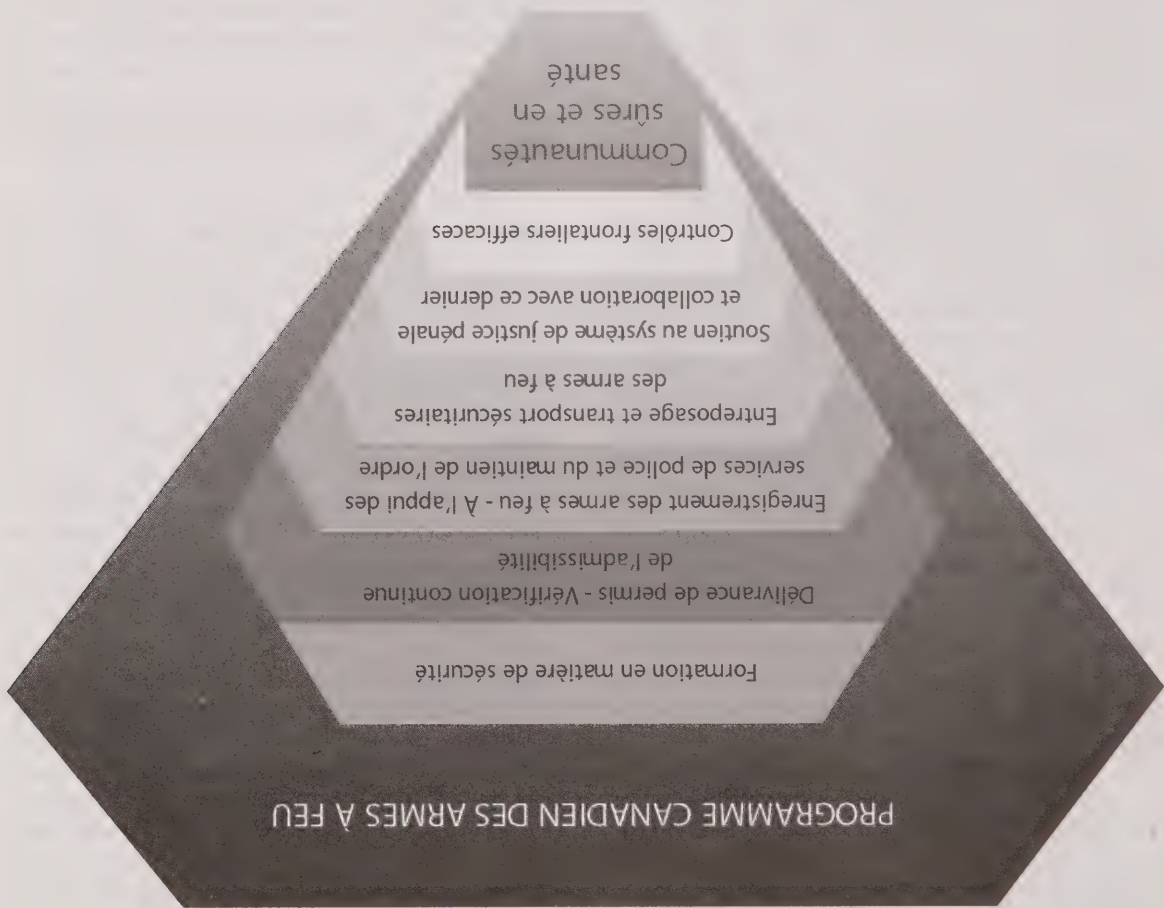 PROGRAMME CANADIEN DES ARMES À FEU
Formation en matière de sécurité
Délivrance de permis - Vérification continue
de l'admissibilité
Enregistrement des armes à feu - À l'appui des
services de police et du maintien de l'ordre
Entreposage et transport sécuritaires
des armes à feu
Soutien au système de justice pénale
et collaboration avec ce dernier
Contrôles frontaliers efficaces
Communautés
sûres et en
santé